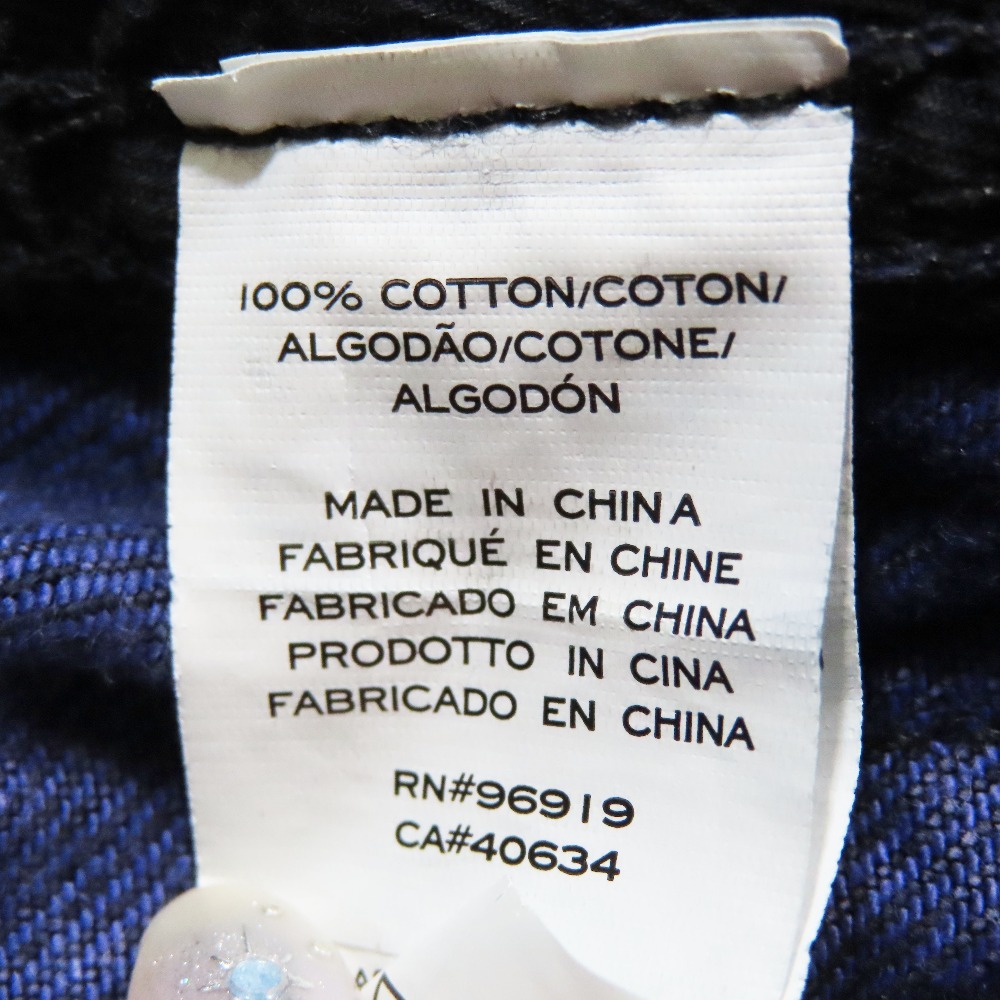 100% COTTON/COTON/
ALGODÃO/COTONE/
ALGODÓN
MADE IN CHINA
FABRIQUÉ EN CHINE
FABRICADO EM CHINA
PRODOTTO IN CINA
FABRICADO EN CHINA
RN#96919
CA#40634